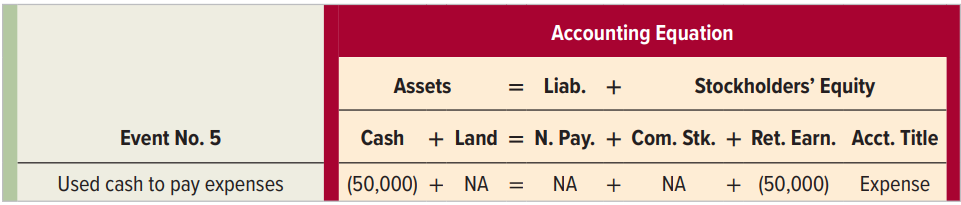 Accounting Equation
Assets = Liab. + Stockholders’ Equity
Event No. 5 Cash + Land = N. Pay. + Com. Stk. + Ret. Earn. Acct. Title
Used cash to pay expenses (50,000) + NA = NA + NA + (50,000) Expense